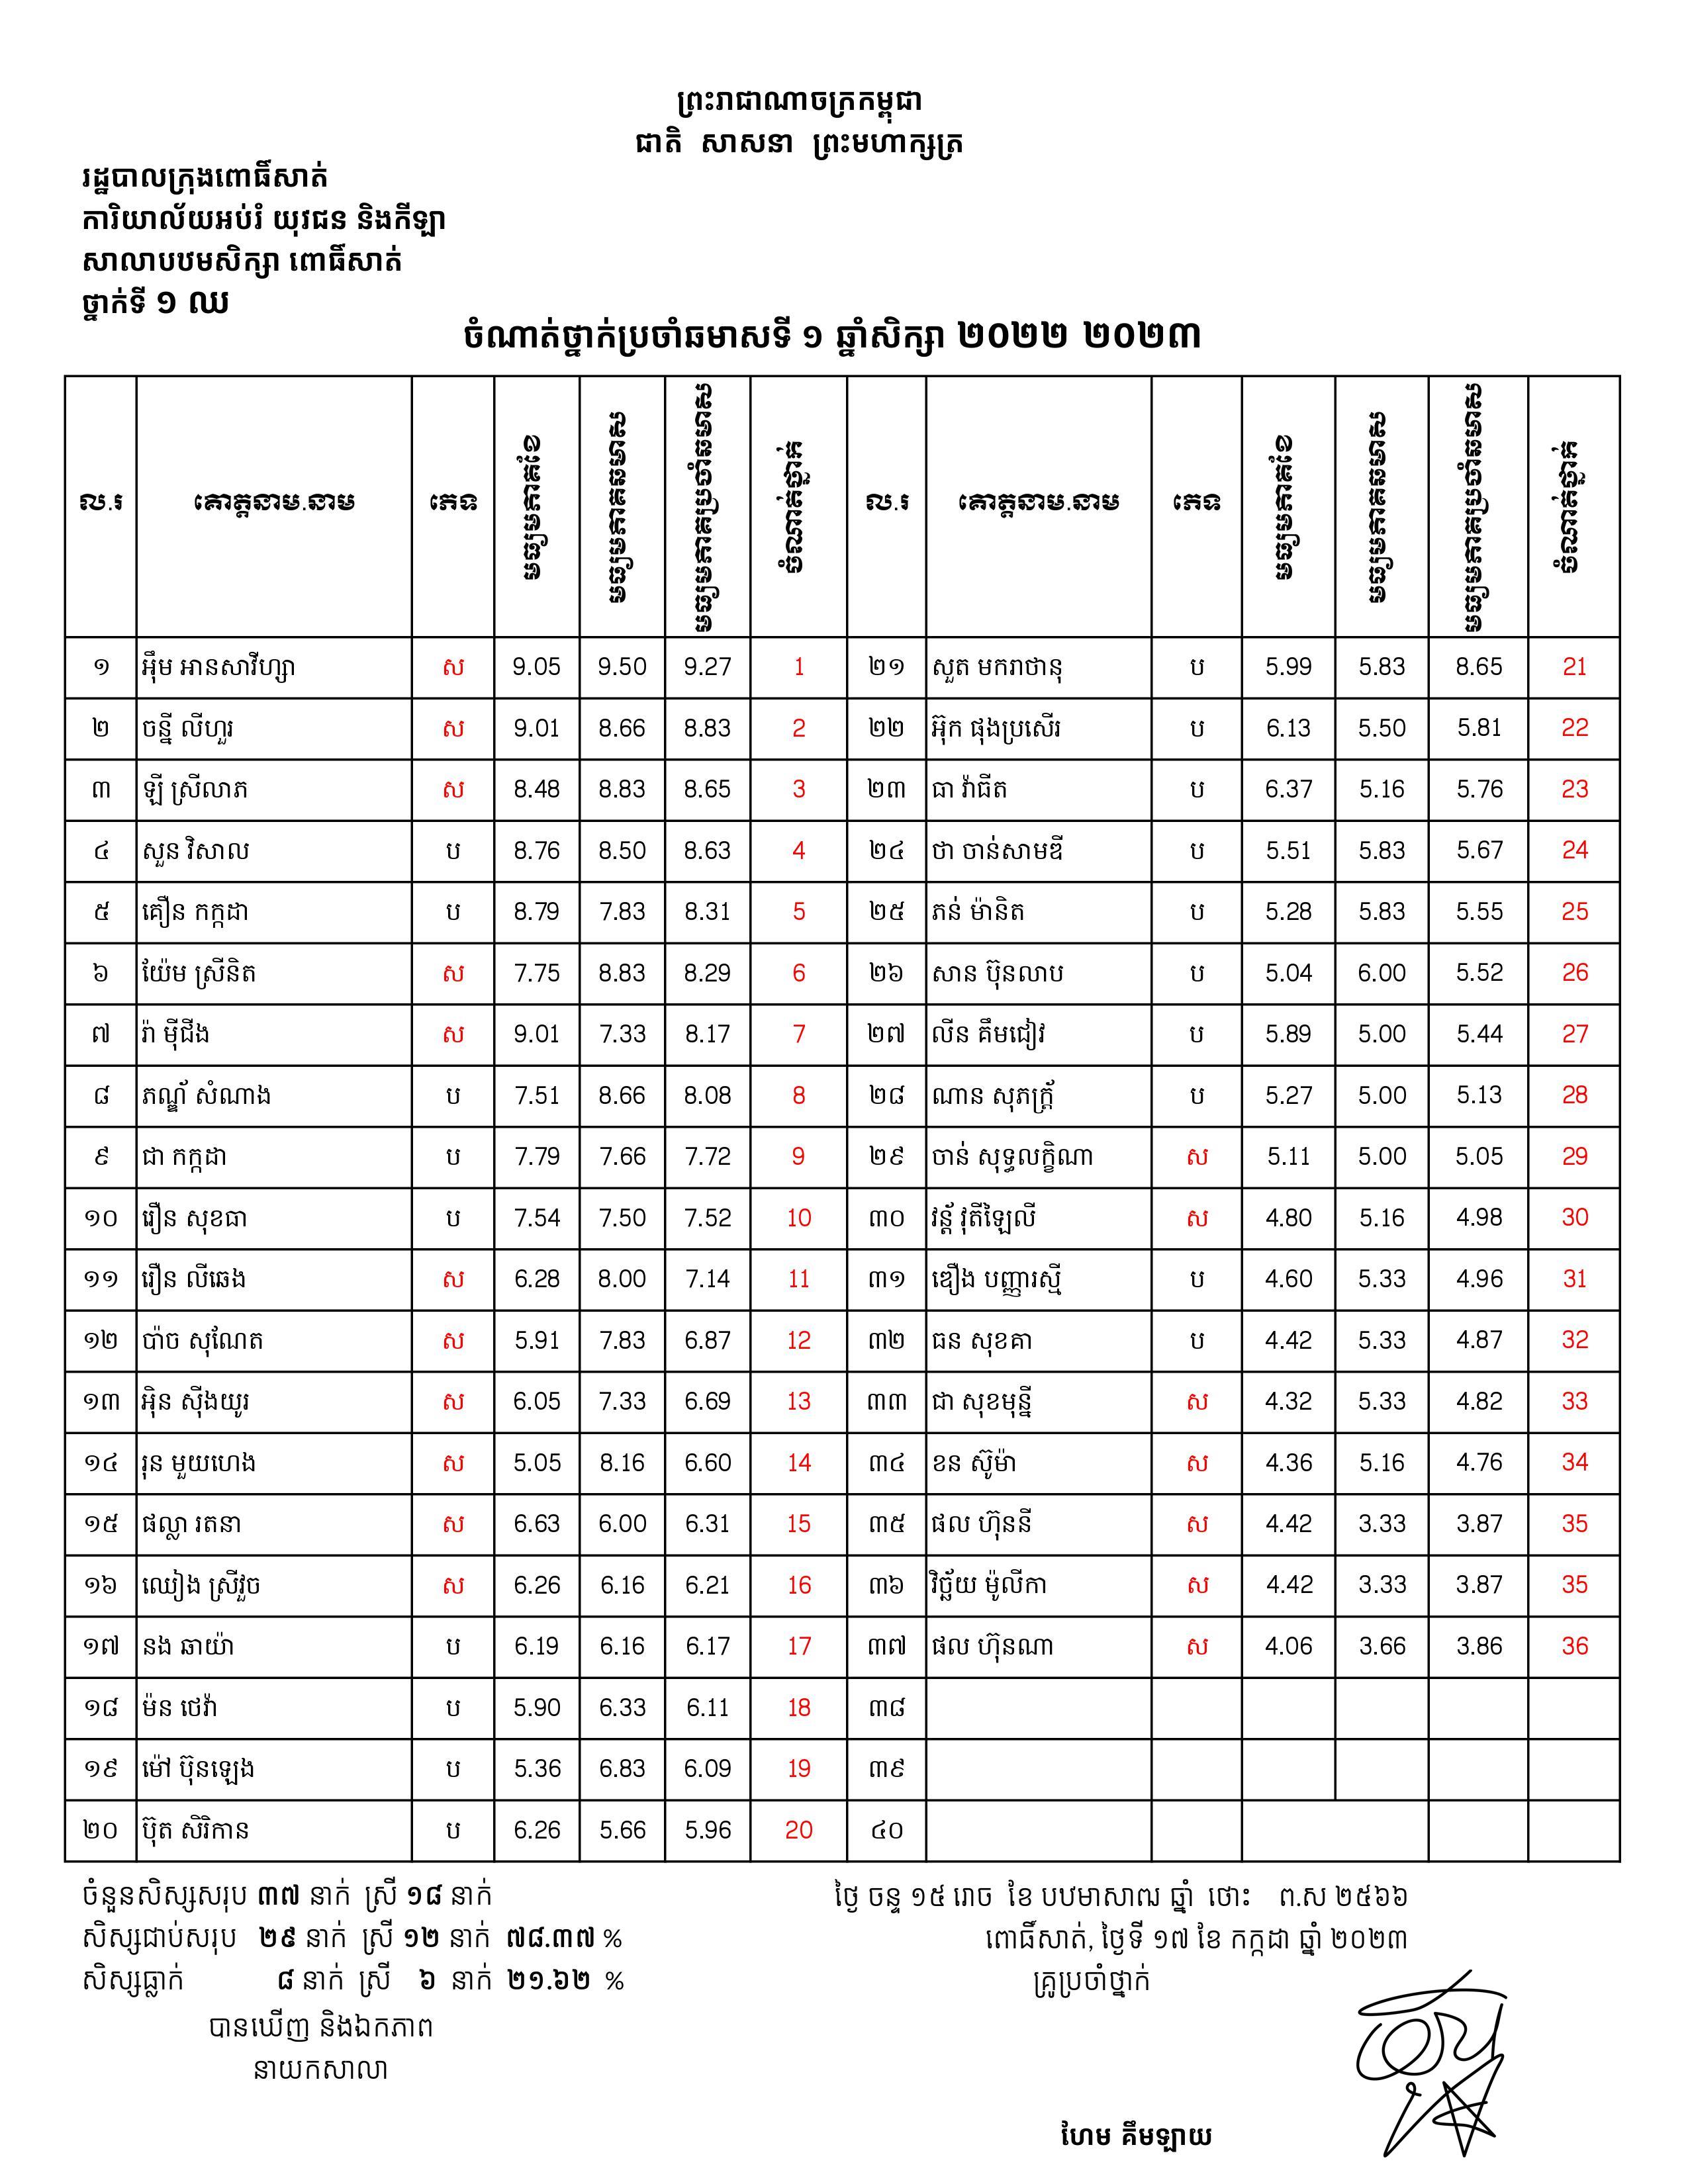 ព្រះរាជាណាចក្រកម្ពុជា
ជាតិ សាសនា ព្រះមហាក្សត្រ
រដ្ឋបាលក្រុងពោធិ៍សាត់
ការិយាល័យអប់រំ យុវជន និងកីឡា
សាលាបឋមសិក្សា ពោធិ៍សាត់
ថ្នាក់ទី ១ ឈ
ចំណាត់ថ្នាក់ប្រចាំឆមាសទី ១ ឆ្នាំសិក្សា ២០២២ ២០២៣
ល.រ គោត្តនាម.នាម ភេទ មធ្យមភាគខែ មធ្យមភាគឆមាស មធ្យមភាគប្រចាំឆមាស ចំណាត់ថ្នាក់ ល.រ គោត្តនាម.នាម ភេទ មធ្យមភាគខែ មធ្យមភាគឆមាស មធ្យមភាគប្រចាំឆមាស ចំណាត់ថ្នាក់
១ អ៊ឹម អានសាវីហ្សា ស 9.05 9.50 9.27 1 ២១ សួត មករាថានុ ប 5.99 5.83 8.65 21
២ ចន្នី លីហួរ ស 9.01 8.66 8.83 2 ២២ អ៊ុក ផុងប្រសើរ ប 6.13 5.50 5.81 22
៣ ឡី ស្រីលាភ ស 8.48 8.83 8.65 3 ២៣ ធា វ៉ាធីត ប 6.37 5.16 5.76 23
៤ សួន វិសាល ប 8.76 8.50 8.63 4 ២៤ ថា ចាន់សាមឌី ប 5.51 5.83 5.67 24
៥ គឿន កក្កដា ប 8.79 7.83 8.31 5 ២៥ ភន់ ម៉ានិត ប 5.28 5.83 5.55 25
៦ យ៉ែម ស្រីនិត ស 7.75 8.83 8.29 6 ២៦ សាន ប៊ុនលាប ប 5.04 6.00 5.52 26
៧ រ៉ា ម៉ីជីង ស 9.01 7.33 8.17 7 ២៧ លីន គឹមជៀវ ប 5.89 5.00 5.44 27
៨ ភណ្ឌ័ សំណាង ប 7.51 8.66 8.08 8 ២៨ ណាន សុភក្ត្រ័ ប 5.27 5.00 5.13 28
៩ ជា កក្កដា ប 7.79 7.66 7.72 9 ២៩ ចាន់ សុទ្ធលក្ខិណា ស 5.11 5.00 5.05 29
១០ រឿន សុខធា ប 7.54 7.50 7.52 10 ៣០ វន្ត័ វុតីឡៃលី ស 4.80 5.16 4.98 30
១១ រឿន លីឆេង ស 6.28 8.00 7.14 11 ៣១ ឌឿង បញ្ញារស្មី ប 4.60 5.33 4.96 31
១២ ប៉ាច សុណែត ស 5.91 7.83 6.87 12 ៣២ ធន សុខគា ប 4.42 5.33 4.87 32
១៣ អ៊ិន ស៊ីងយូរ ស 6.05 7.33 6.69 13 ៣៣ ជា សុខមុន្នី ស 4.32 5.33 4.82 33
១៤ រុន មួយហេង ស 5.05 8.16 6.60 14 ៣៤ ខន ស៊ូម៉ា ស 4.36 5.16 4.76 34
១៥ ផល្លា រតនា ស 6.63 6.00 6.31 15 ៣៥ ផល ហ៊ុននី ស 4.42 3.33 3.87 35
១៦ ឈៀង ស្រីវួច ស 6.26 6.16 6.21 16 ៣៦ វិច្ឆ័យ ម៉ូលីកា ស 4.42 3.33 3.87 35
១៧ នង ឆាយ៉ា ប 6.19 6.16 6.17 17 ៣៧ ផល ហ៊ុនណា ស 4.06 3.66 3.86 36
១៨ ម៉ន ថេវ៉ា ប 5.90 6.33 6.11 18 ៣៨
១៩ ម៉ៅ ប៊ុនឡេង ប 5.36 6.83 6.09 19 ៣៩
២០ ប៊ុត សិរិកាន ប 6.26 5.66 5.96 20 ៤០
ចំនួនសិស្សសរុប ៣៧ នាក់ ស្រី ១៨ នាក់
ថ្ងៃ ចន្ទ ១៥ រោច ខែ បឋមាសាឍ ឆ្នាំ ថោះ ព.ស ២៥៦៦
សិស្សជាប់សរុប ២៩ នាក់ ស្រី ១២ នាក់ ៧៨.៣៧ %
ពោធិ៍សាត់, ថ្ងៃទី ១៧ ខែ កក្កដា ឆ្នាំ ២០២៣
សិស្សធ្លាក់ ៨ នាក់ ស្រី ៦ នាក់ ២១.៦២ %
គ្រូប្រចាំថ្នាក់
បានឃើញ និងឯកភាព
នាយកសាលា
ហែម គឹមឡាយ